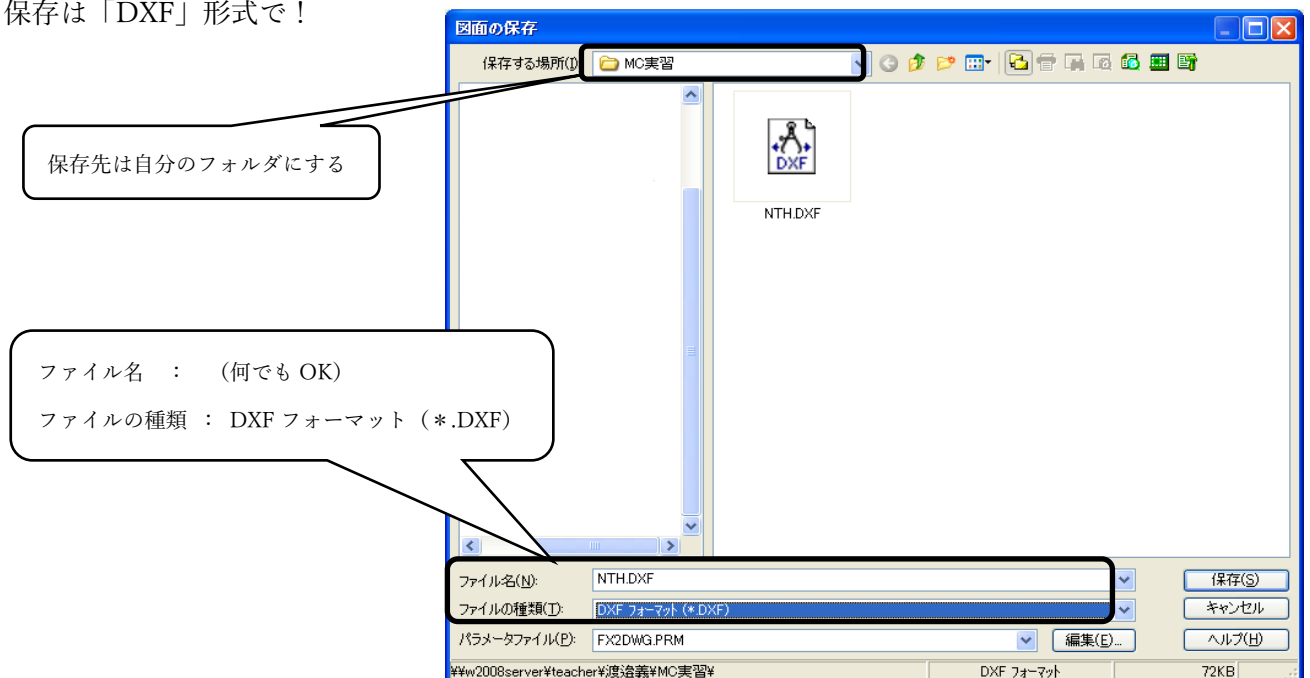 保存は「DXF」形式で！
図面の保存
保存する場所(I)
MC実習
保存先は自分のフォルダにする
DXF
NTH.DXF
ファイル名 ： （何でも OK）
ファイルの種類 ： DXF フォーマット（＊.DXF）
ファイル名(N): NTH.DXF 保存(S)
ファイルの種類(T): DXF フォーマット (*.DXF) キャンセル
パラメータファイル(P): FX2DWG.PRM 編集(E)... ヘルプ(H)
¥¥w2008server¥teacher¥渡邉義¥MC実習¥ DXF フォーマット 72KB